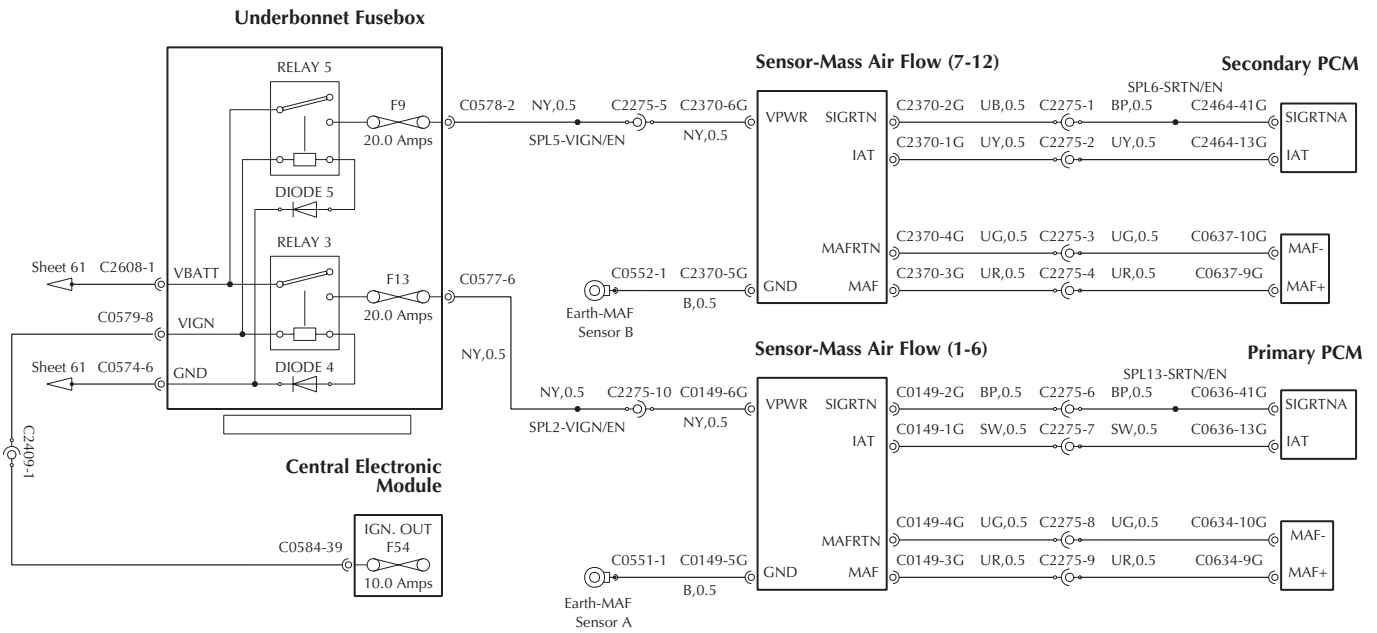 Underbonnet Fusebox
RELAY 5
F9
20.0 Amps
DIODE 5
RELAY 3
F13
20.0 Amps
DIODE 4
VBATT
VIGN
GND
Sheet 61 C2608-1
C0579-8
Sheet 61 C0574-6
C2409-1
Central Electronic
Module
IGN. OUT
F54
10.0 Amps
C0584-39
C0578-2 NY,0.5 C2275-5 C2370-6G
SPL5-VIGN/EN NY,0.5
C0577-6
NY,0.5
NY,0.5 C2275-10 C0149-6G
SPL2-VIGN/EN NY,0.5
Sensor-Mass Air Flow (7-12)
VPWR SIGRTN
IAT
MAFRTN
GND MAF
C0552-1 C2370-5G
B,0.5
Earth-MAF
Sensor B
Secondary PCM
SPL6-SRTN/EN
C2370-2G UB,0.5 C2275-1 BP,0.5 C2464-41G
SIGRTNA
C2370-1G UY,0.5 C2275-2 UY,0.5 C2464-13G
IAT
C2370-4G UG,0.5 C2275-3 UG,0.5 C0637-10G
MAF-
C2370-3G UR,0.5 C2275-4 UR,0.5 C0637-9G
MAF+
Sensor-Mass Air Flow (1-6)
VPWR SIGRTN
IAT
MAFRTN
GND MAF
C0551-1 C0149-5G
B,0.5
Earth-MAF
Sensor A
Primary PCM
SPL13-SRTN/EN
C0149-2G BP,0.5 C2275-6 BP,0.5 C0636-41G
SIGRTNA
C0149-1G SW,0.5 C2275-7 SW,0.5 C0636-13G
IAT
C0149-4G UG,0.5 C2275-8 UG,0.5 C0634-10G
MAF-
C0149-3G UR,0.5 C2275-9 UR,0.5 C0634-9G
MAF+